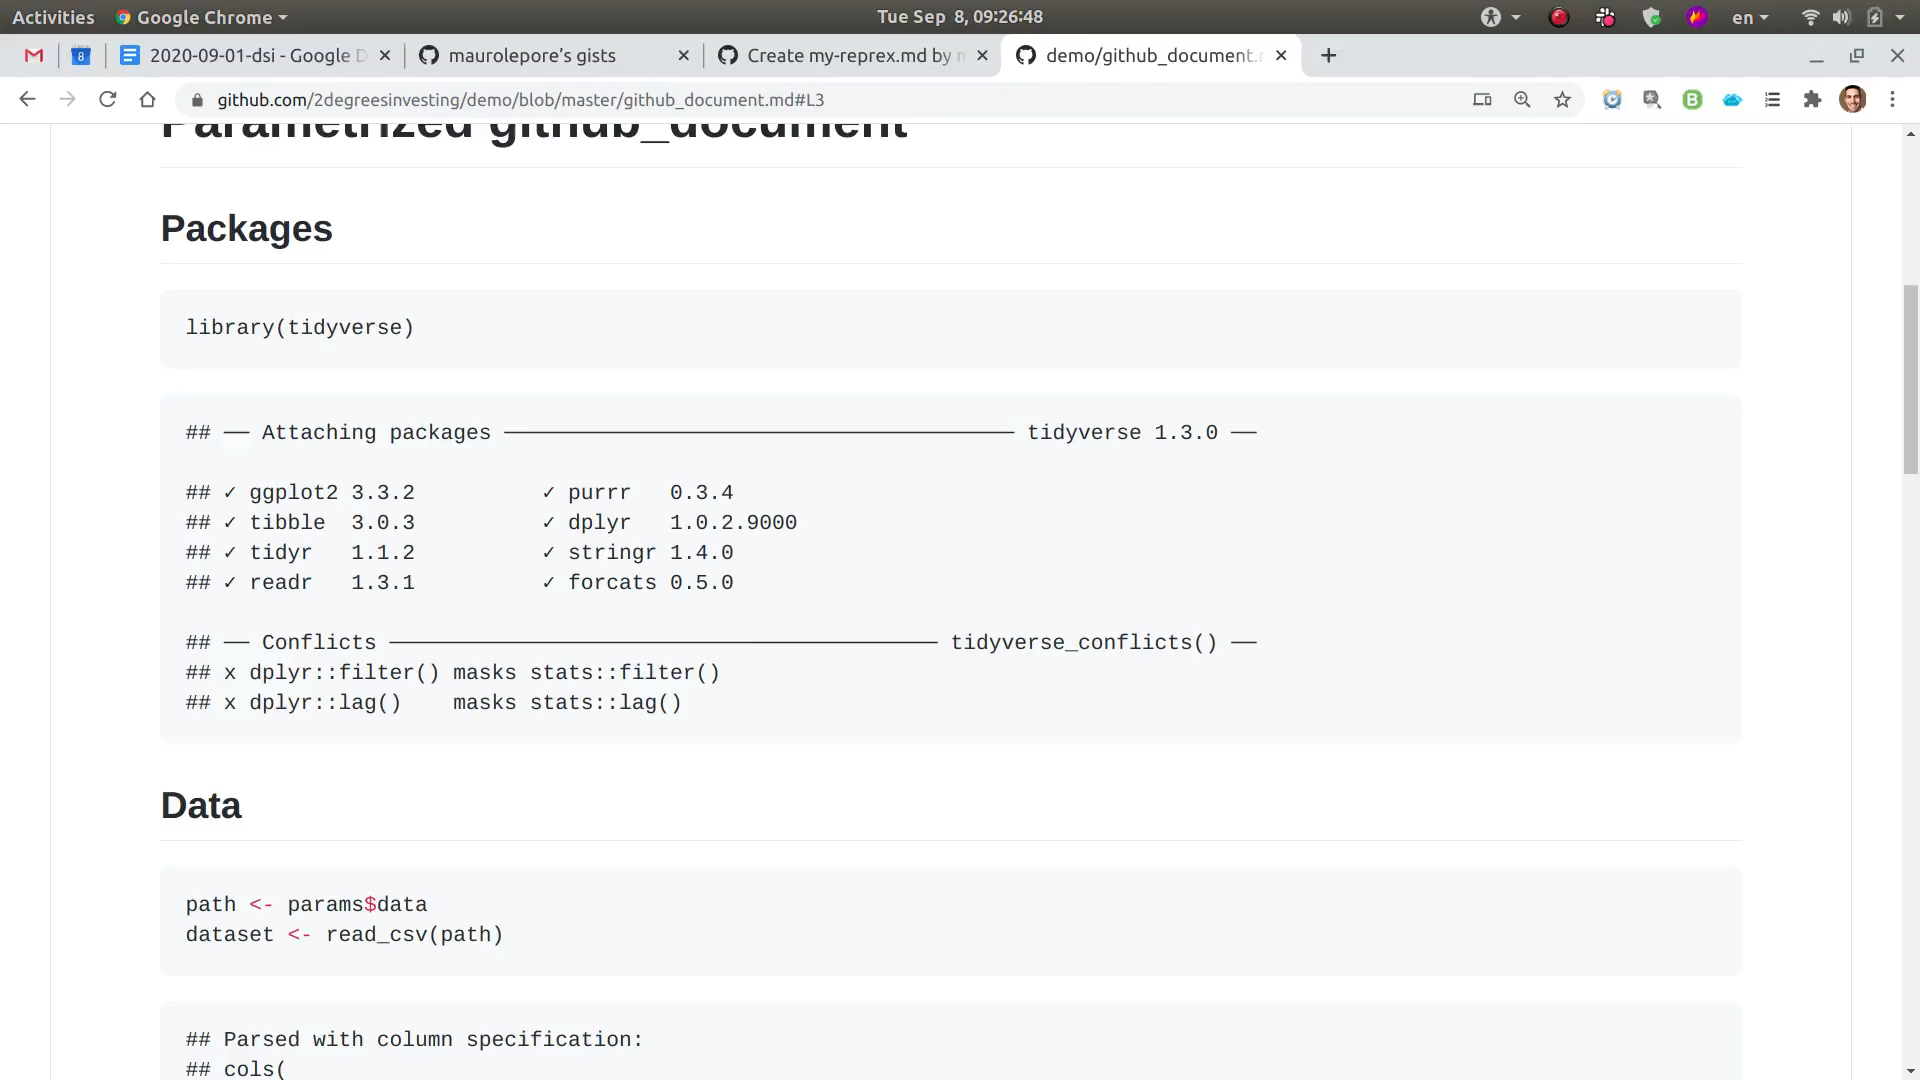 Activities Google Chrome Tue Sep 8, 09:26:48 en
8 2020-09-01-dsi - Google D maurolepore's gists Create my-reprex.md by m demo/github_document.r
github.com/2degreesinvesting/demo/blob/master/github_document.md#L3
Parametrized github_document
Packages
library(tidyverse)
## ── Attaching packages ──────────────────────────────────────── tidyverse 1.3.0 ──
## ✓ ggplot2 3.3.2          ✓ purrr   0.3.4
## ✓ tibble  3.0.3          ✓ dplyr   1.0.2.9000
## ✓ tidyr   1.1.2          ✓ stringr 1.4.0
## ✓ readr   1.3.1          ✓ forcats 0.5.0
## ── Conflicts ─────────────────────────────────────────── tidyverse_conflicts() ──
## x dplyr::filter() masks stats::filter()
## x dplyr::lag()    masks stats::lag()
Data
path <- params$data
dataset <- read_csv(path)
## Parsed with column specification:
## cols(